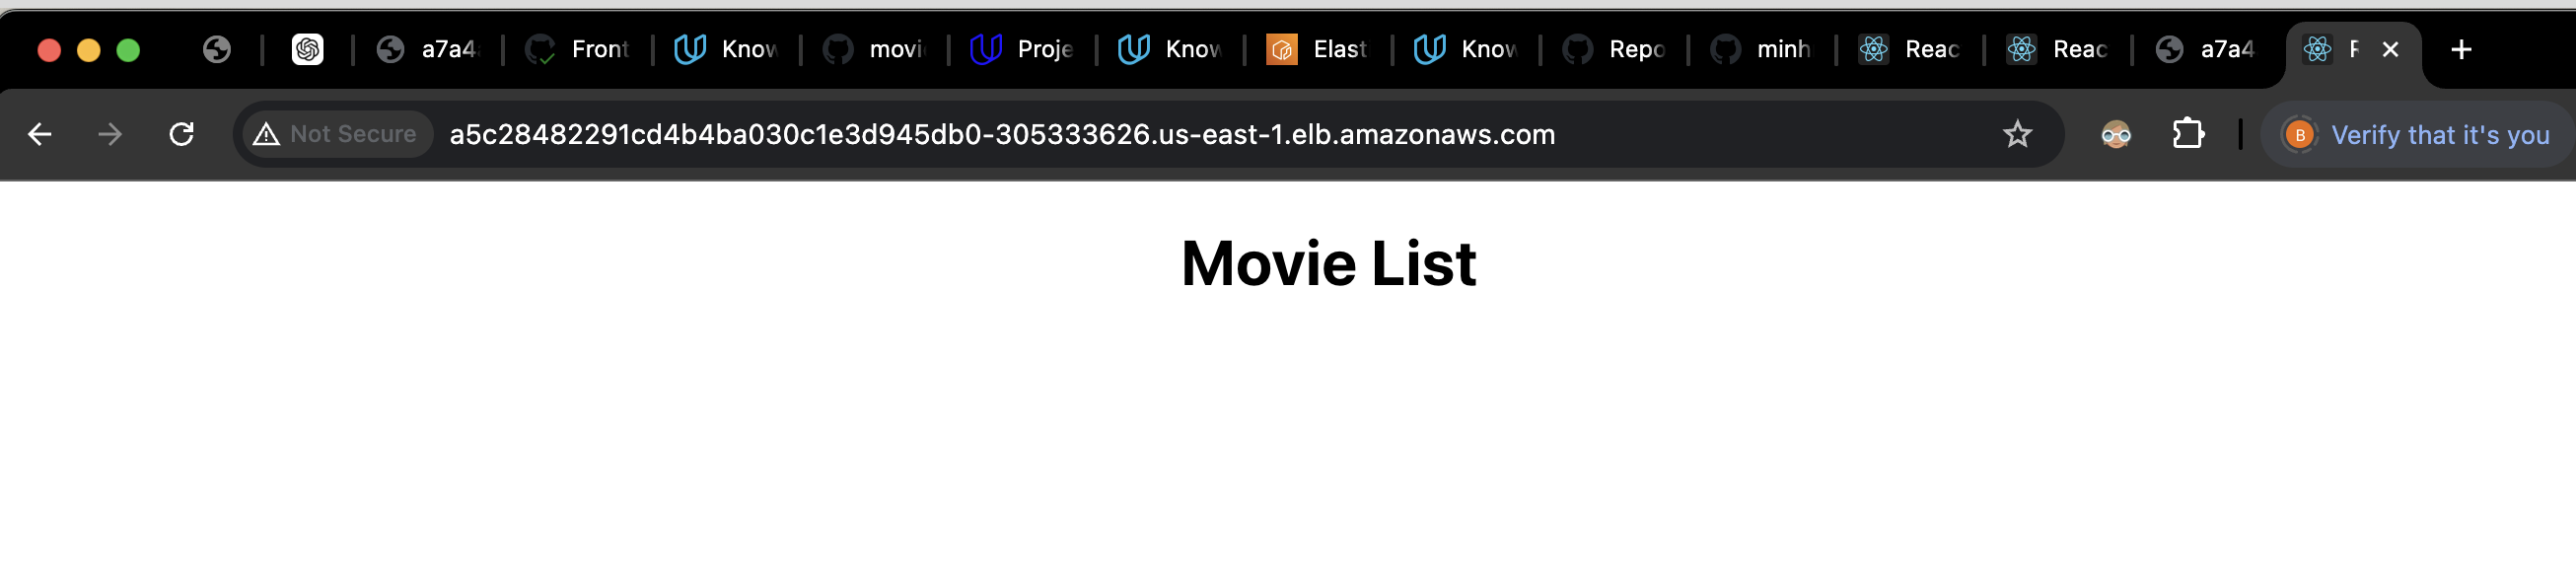 a7a4 Front Know movi Proje Know Elast Know Repo minh Reac Reac a7a4
Not Secure a5c28482291cd4b4ba030c1e3d945db0-305333626.us-east-1.elb.amazonaws.com B Verify that it's you
Movie List